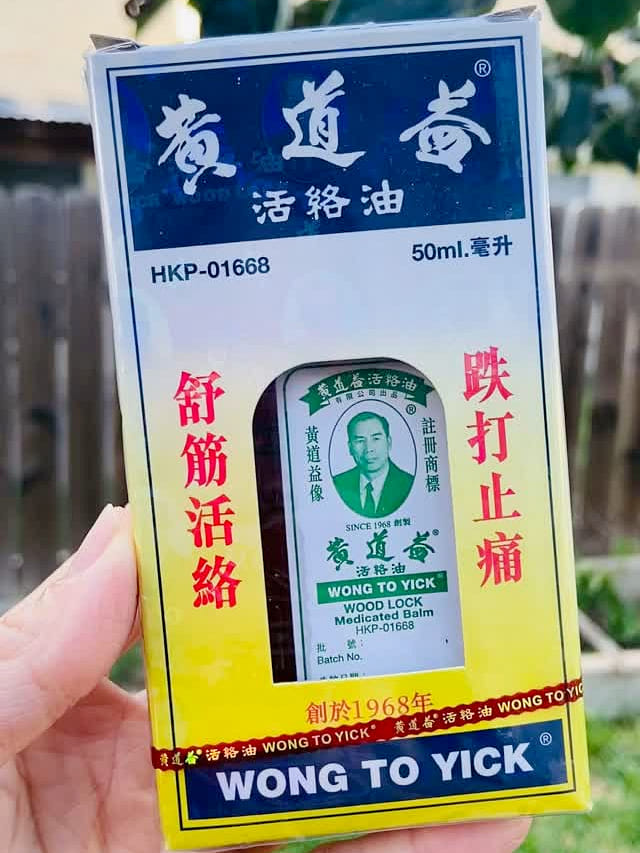 黃道益®
活絡油
HKP-01668
50ml.毫升
舒筋活絡
跌打止痛
黃道益活絡油
有限公司出品
®
黃道益像
註冊商標
SINCE 1968 創製
黃道益®
活絡油
WONG TO YICK®
WOOD LOCK
Medicated Balm
HKP-01668
批 號:
Batch No.
創於1968年
黃道益® 活絡油 WONG TO YICK® 黃道益® 活絡油 WONG TO YIC
WONG TO YICK®